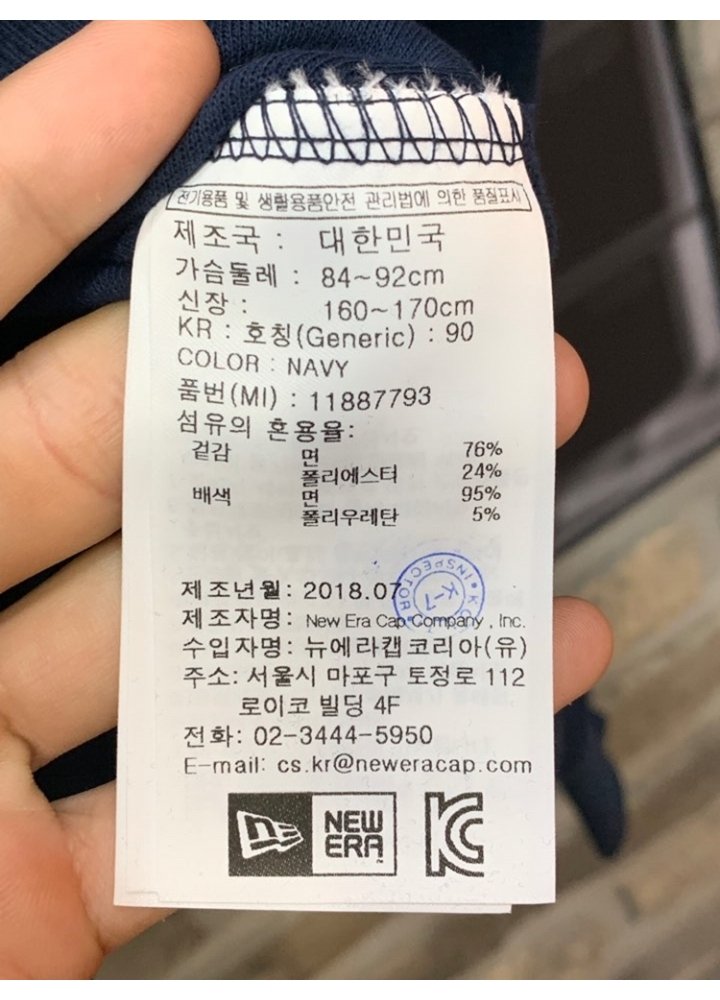 전기용품 및 생활용품안전 관리법에 의한 품질표시
제조국 : 대한민국
가슴둘레 : 84~92cm
신장 : 160~170cm
KR : 호칭(Generic) : 90
COLOR : NAVY
품번(MI) : 11887793
섬유의 혼용율:
겉감 면 76%
폴리에스터 24%
배색 면 95%
폴리우레탄 5%
제조년월: 2018.07
INSPECTOR K-7
제조자명: New Era Cap Company , Inc.
수입자명: 뉴에라캡코리아(유)
주소: 서울시 마포구 토정로 112
로이코 빌딩 4F
전화: 02-3444-5950
E-mail: cs.kr@neweracap.com
NE NEW ERA KC